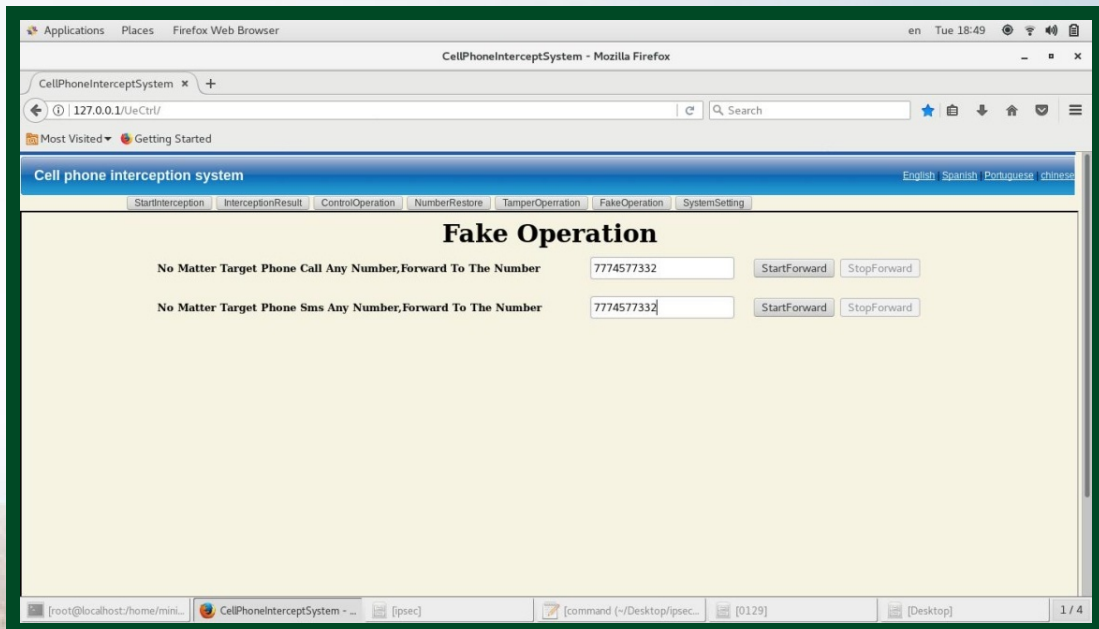 Applications Places Firefox Web Browser en Tue 18:49
CellPhoneInterceptSystem - Mozilla Firefox
CellPhoneInterceptSystem
127.0.0.1/UeCtrl/ Search
Most Visited Getting Started
Cell phone interception system English Spanish Portuguese chinese
StartInterception InterceptionResult ControlOperation NumberRestore TamperOperration FakeOperation SystemSetting
Fake Operation
No Matter Target Phone Call Any Number,Forward To The Number 7774577332 StartForward StopForward
No Matter Target Phone Sms Any Number,Forward To The Number 7774577332 StartForward StopForward
[root@localhost:/home/mini... CellPhoneInterceptSystem - ... [ipsec] [command (~/Desktop/ipsec... [0129] [Desktop] 1 / 4